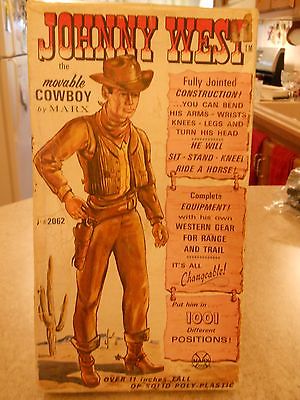 JOHNNY WEST™
the
movable
COWBOY
by MARX
Fully Jointed
CONSTRUCTION!
...YOU CAN BEND
HIS ARMS - WRISTS
KNEES - LEGS AND
TURN HIS HEAD
HE WILL
SIT - STAND - KNEEL
RIDE A HORSE!
# 2062
Complete
EQUIPMENT!
with his own
WESTERN GEAR
FOR RANGE
AND TRAIL
IT'S ALL
Changeable!
Put him in...
1001
Different
POSITIONS!
MARX
OVER 11 inches TALL
OF SOLID POLY-PLASTIC